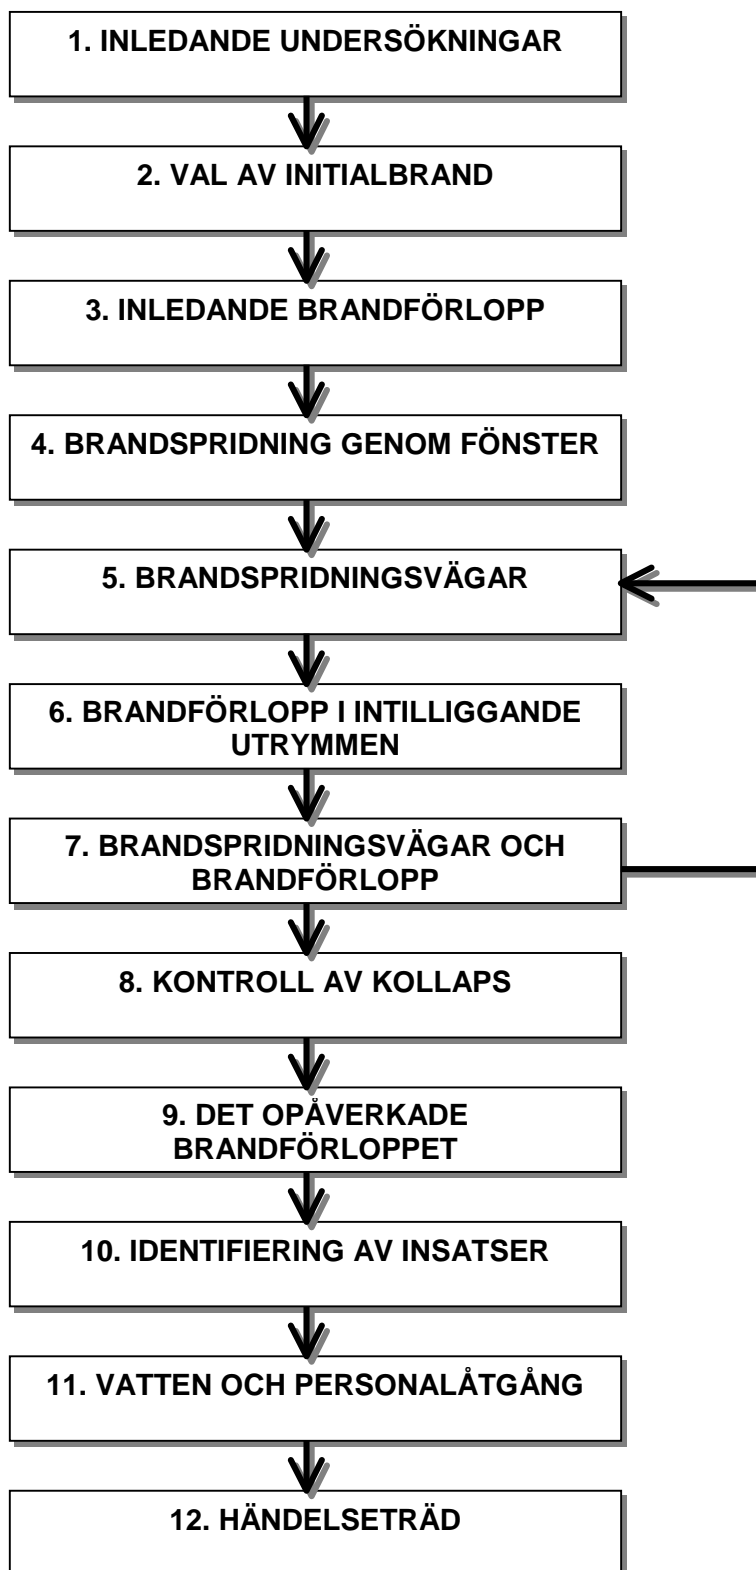 1. INLEDANDE UNDERSÖKNINGAR
2. VAL AV INITIALBRAND
3. INLEDANDE BRANDFÖRLOPP
4. BRANDSPRIDNING GENOM FÖNSTER
5. BRANDSPRIDNINGSVÄGAR
6. BRANDFÖRLOPP I INTILLIGGANDE
UTRYMMEN
7. BRANDSPRIDNINGSVÄGAR OCH
BRANDFÖRLOPP
8. KONTROLL AV KOLLAPS
9. DET OPÅVERKADE
BRANDFÖRLOPPET
10. IDENTIFIERING AV INSATSER
11. VATTEN OCH PERSONALÅTGÅNG
12. HÄNDELSETRÄD